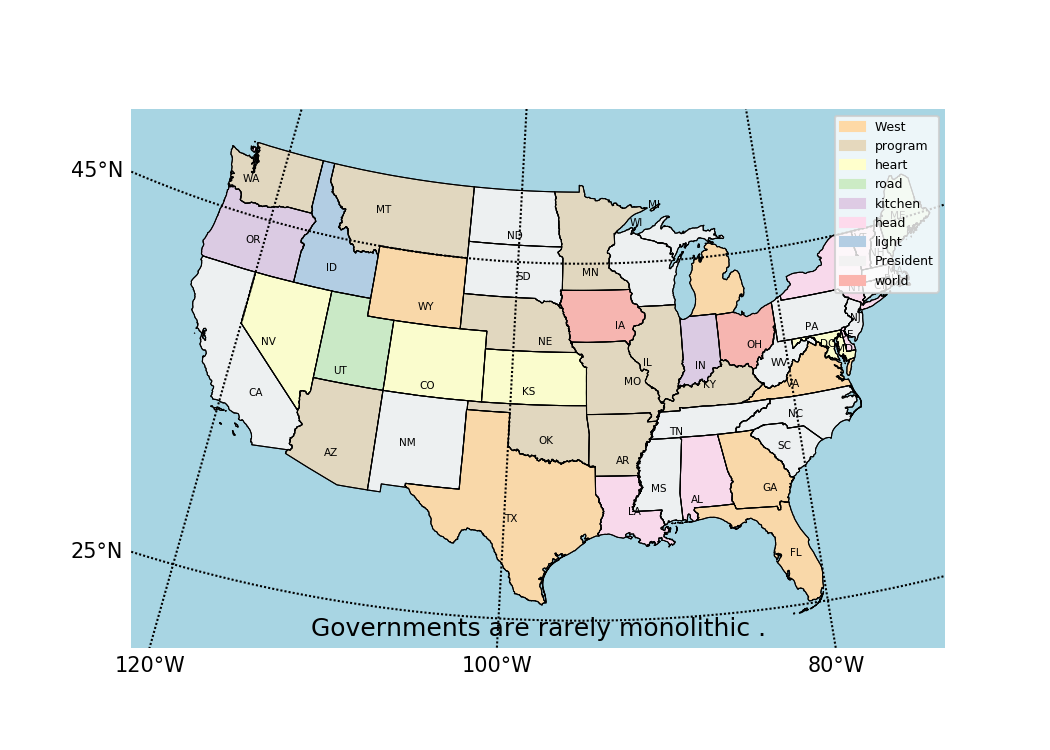 West
program
heart
road
kitchen
head
light
President
world
45°N
25°N
120°W
100°W
80°W
WA
MT
ND
MN
WI
MI
OR
ID
SD
WY
IA
NE
NV
UT
CO
KS
MO
IL
IN
OH
PA
NJ
KY
WV
VA
DC
CA
AZ
NM
OK
AR
TN
NC
SC
MS
AL
GA
TX
LA
FL
Governments are rarely monolithic .